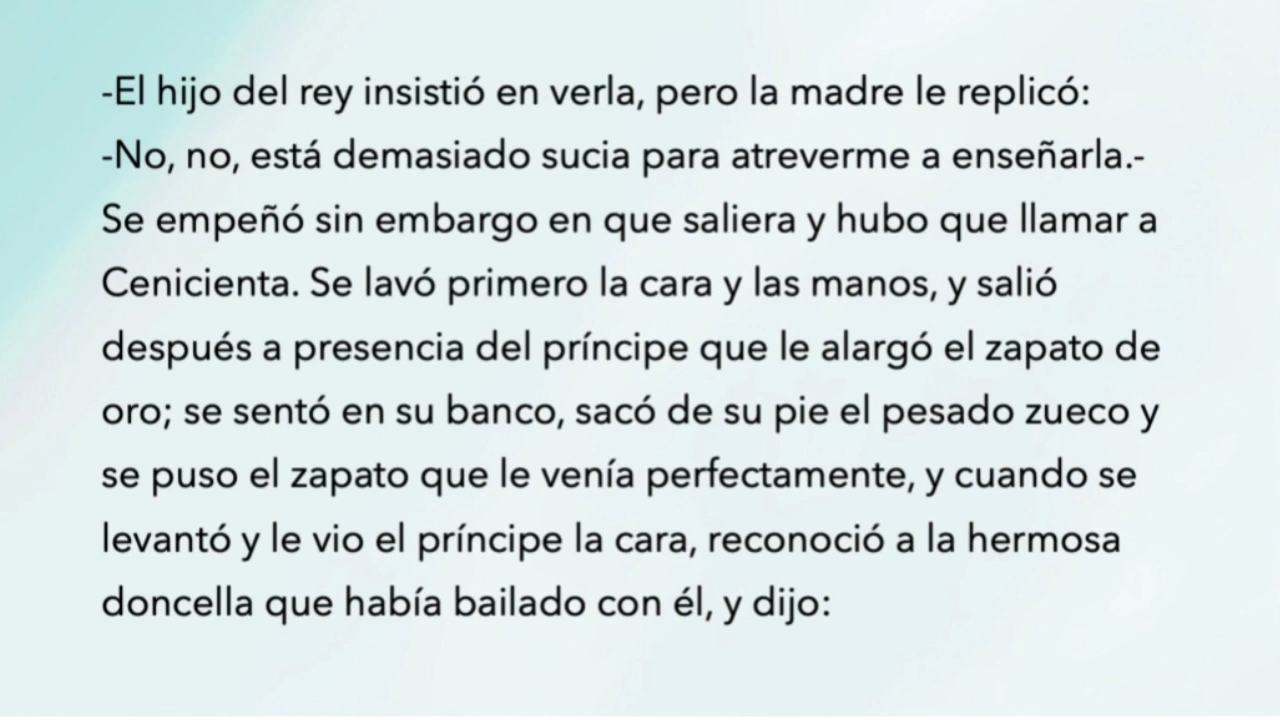 -El hijo del rey insistió en verla, pero la madre le replicó:
-No, no, está demasiado sucia para atreverme a enseñarla.-
Se empeñó sin embargo en que saliera y hubo que llamar a
Cenicienta. Se lavó primero la cara y las manos, y salió
después a presencia del príncipe que le alargó el zapato de
oro; se sentó en su banco, sacó de su pie el pesado zueco y
se puso el zapato que le venía perfectamente, y cuando se
levantó y le vio el príncipe la cara, reconoció a la hermosa
doncella que había bailado con él, y dijo: